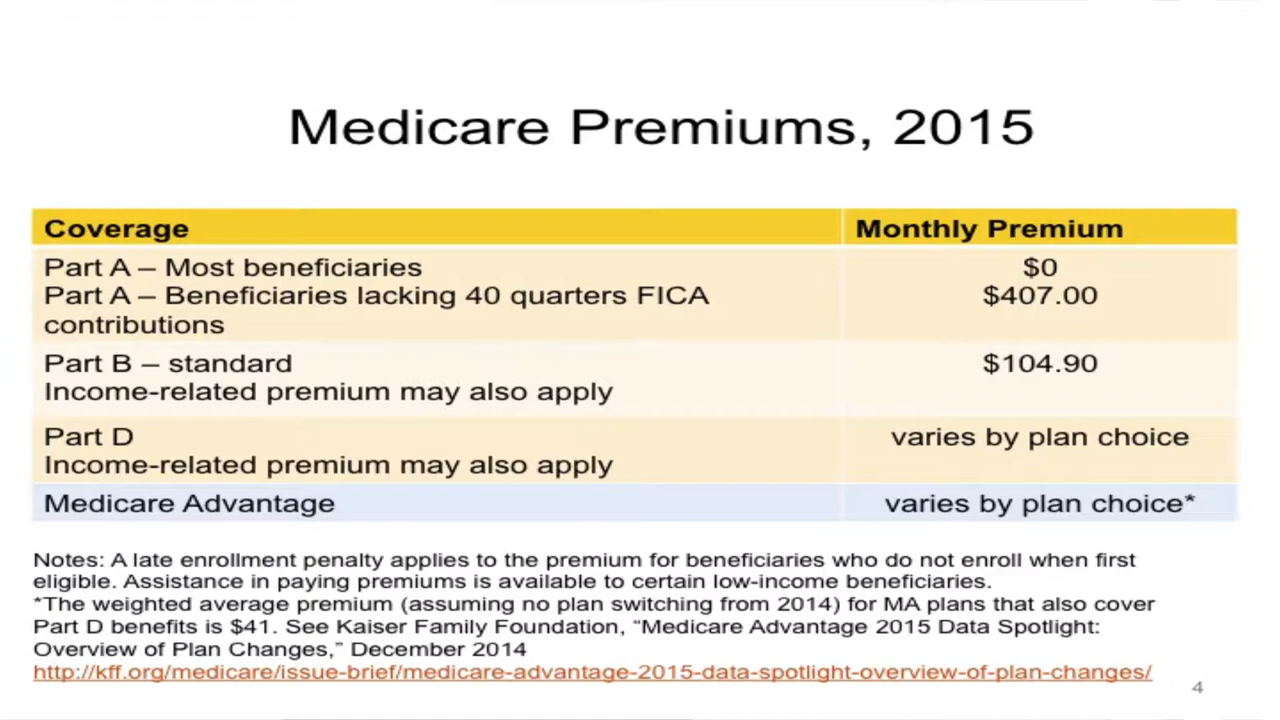 Medicare Premiums, 2015
Coverage Monthly Premium
Part A – Most beneficiaries $0
Part A – Beneficiaries lacking 40 quarters FICA $407.00
contributions
Part B – standard $104.90
Income-related premium may also apply
Part D varies by plan choice
Income-related premium may also apply
Medicare Advantage varies by plan choice*
Notes: A late enrollment penalty applies to the premium for beneficiaries who do not enroll when first
eligible. Assistance in paying premiums is available to certain low-income beneficiaries.
*The weighted average premium (assuming no plan switching from 2014) for MA plans that also cover
Part D benefits is $41. See Kaiser Family Foundation, “Medicare Advantage 2015 Data Spotlight:
Overview of Plan Changes,” December 2014
http://kff.org/medicare/issue-brief/medicare-advantage-2015-data-spotlight-overview-of-plan-changes/
4